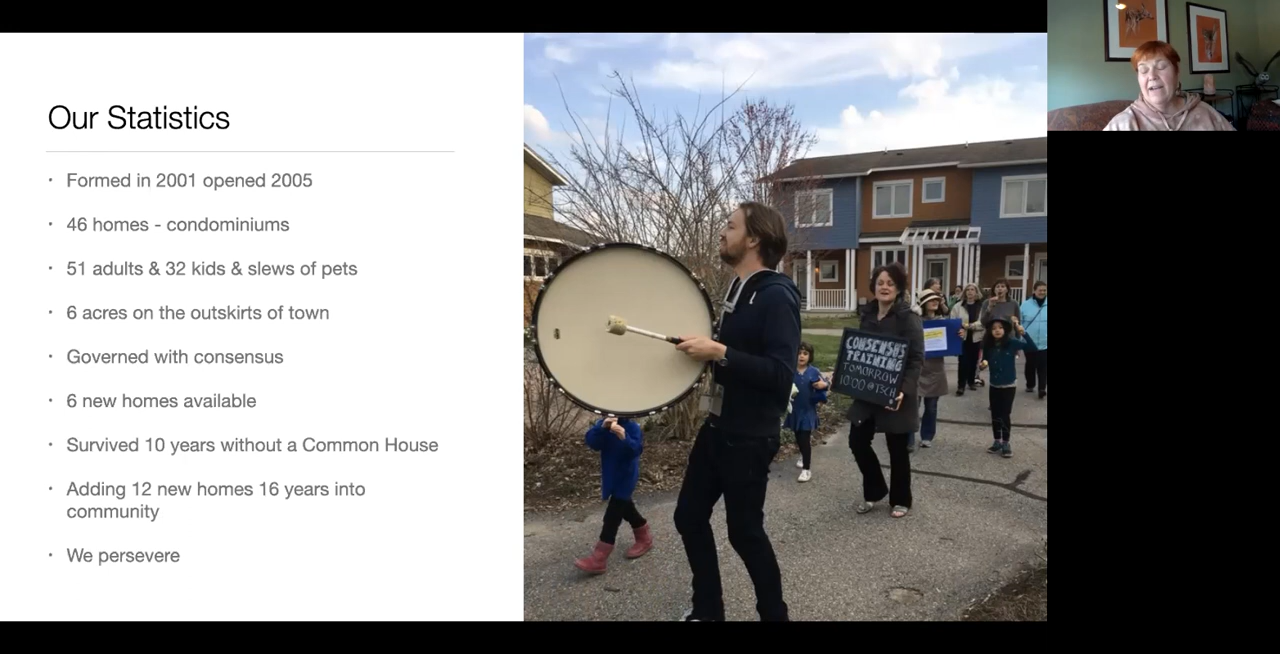 Our Statistics
· Formed in 2001 opened 2005
· 46 homes - condominiums
· 51 adults & 32 kids & slews of pets
· 6 acres on the outskirts of town
· Governed with consensus
· 6 new homes available
· Survived 10 years without a Common House
· Adding 12 new homes 16 years into
community
· We persevere
CONSENSUS
TRAINING
TOMORROW
10:00 @ TSCH